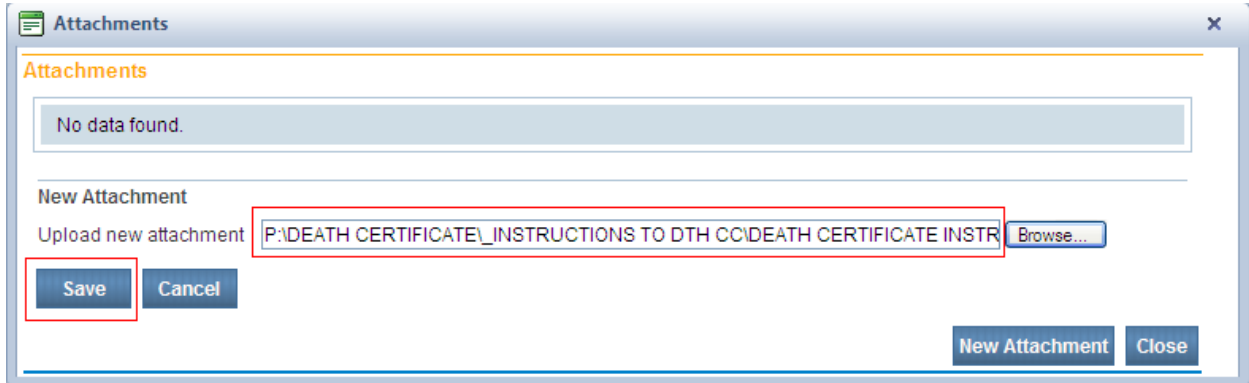 Attachments
Attachments
No data found.
New Attachment
Upload new attachment P:\DEATH CERTIFICATE\_INSTRUCTIONS TO DTH CC\DEATH CERTIFICATE INSTR Browse...
Save Cancel
New Attachment Close